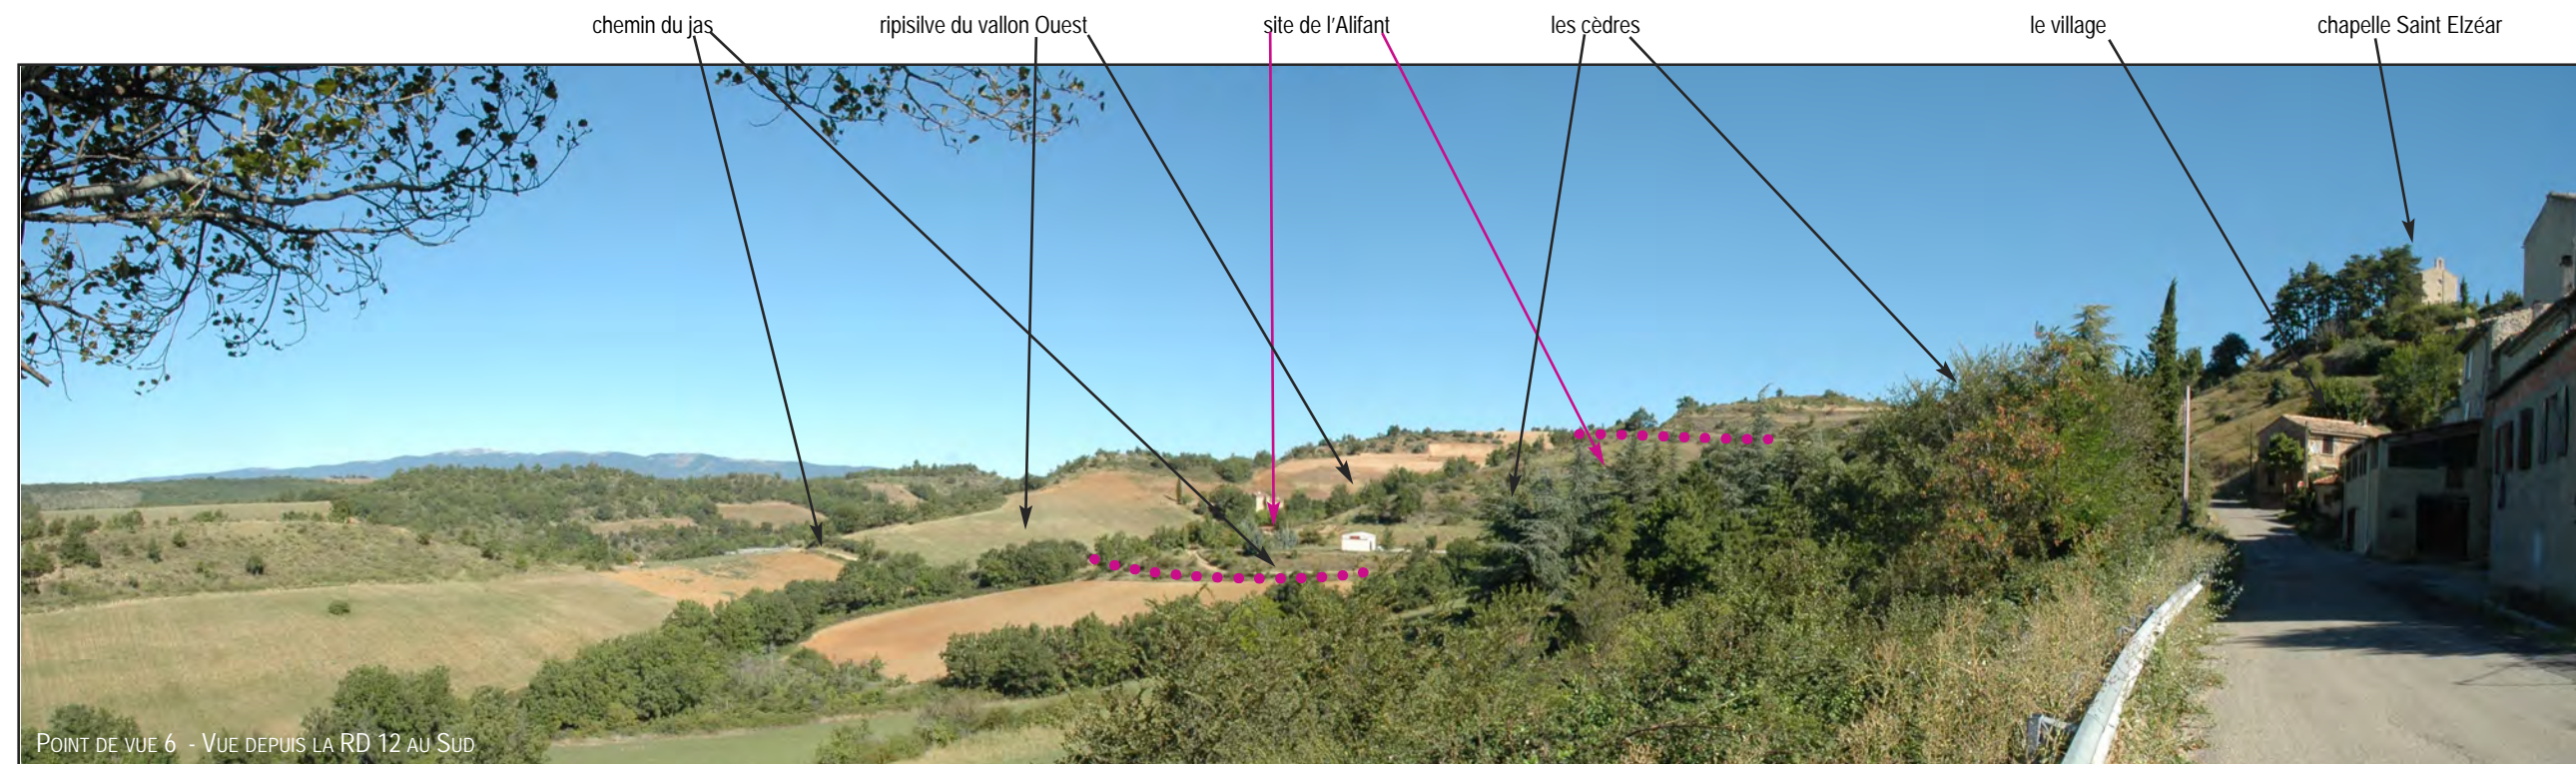 chemin du jas
ripisilve du vallon Ouest
site de l'Alifant
les cèdres
le village
chapelle Saint Elzéar
POINT DE VUE 6 - VUE DEPUIS LA RD 12 AU SUD